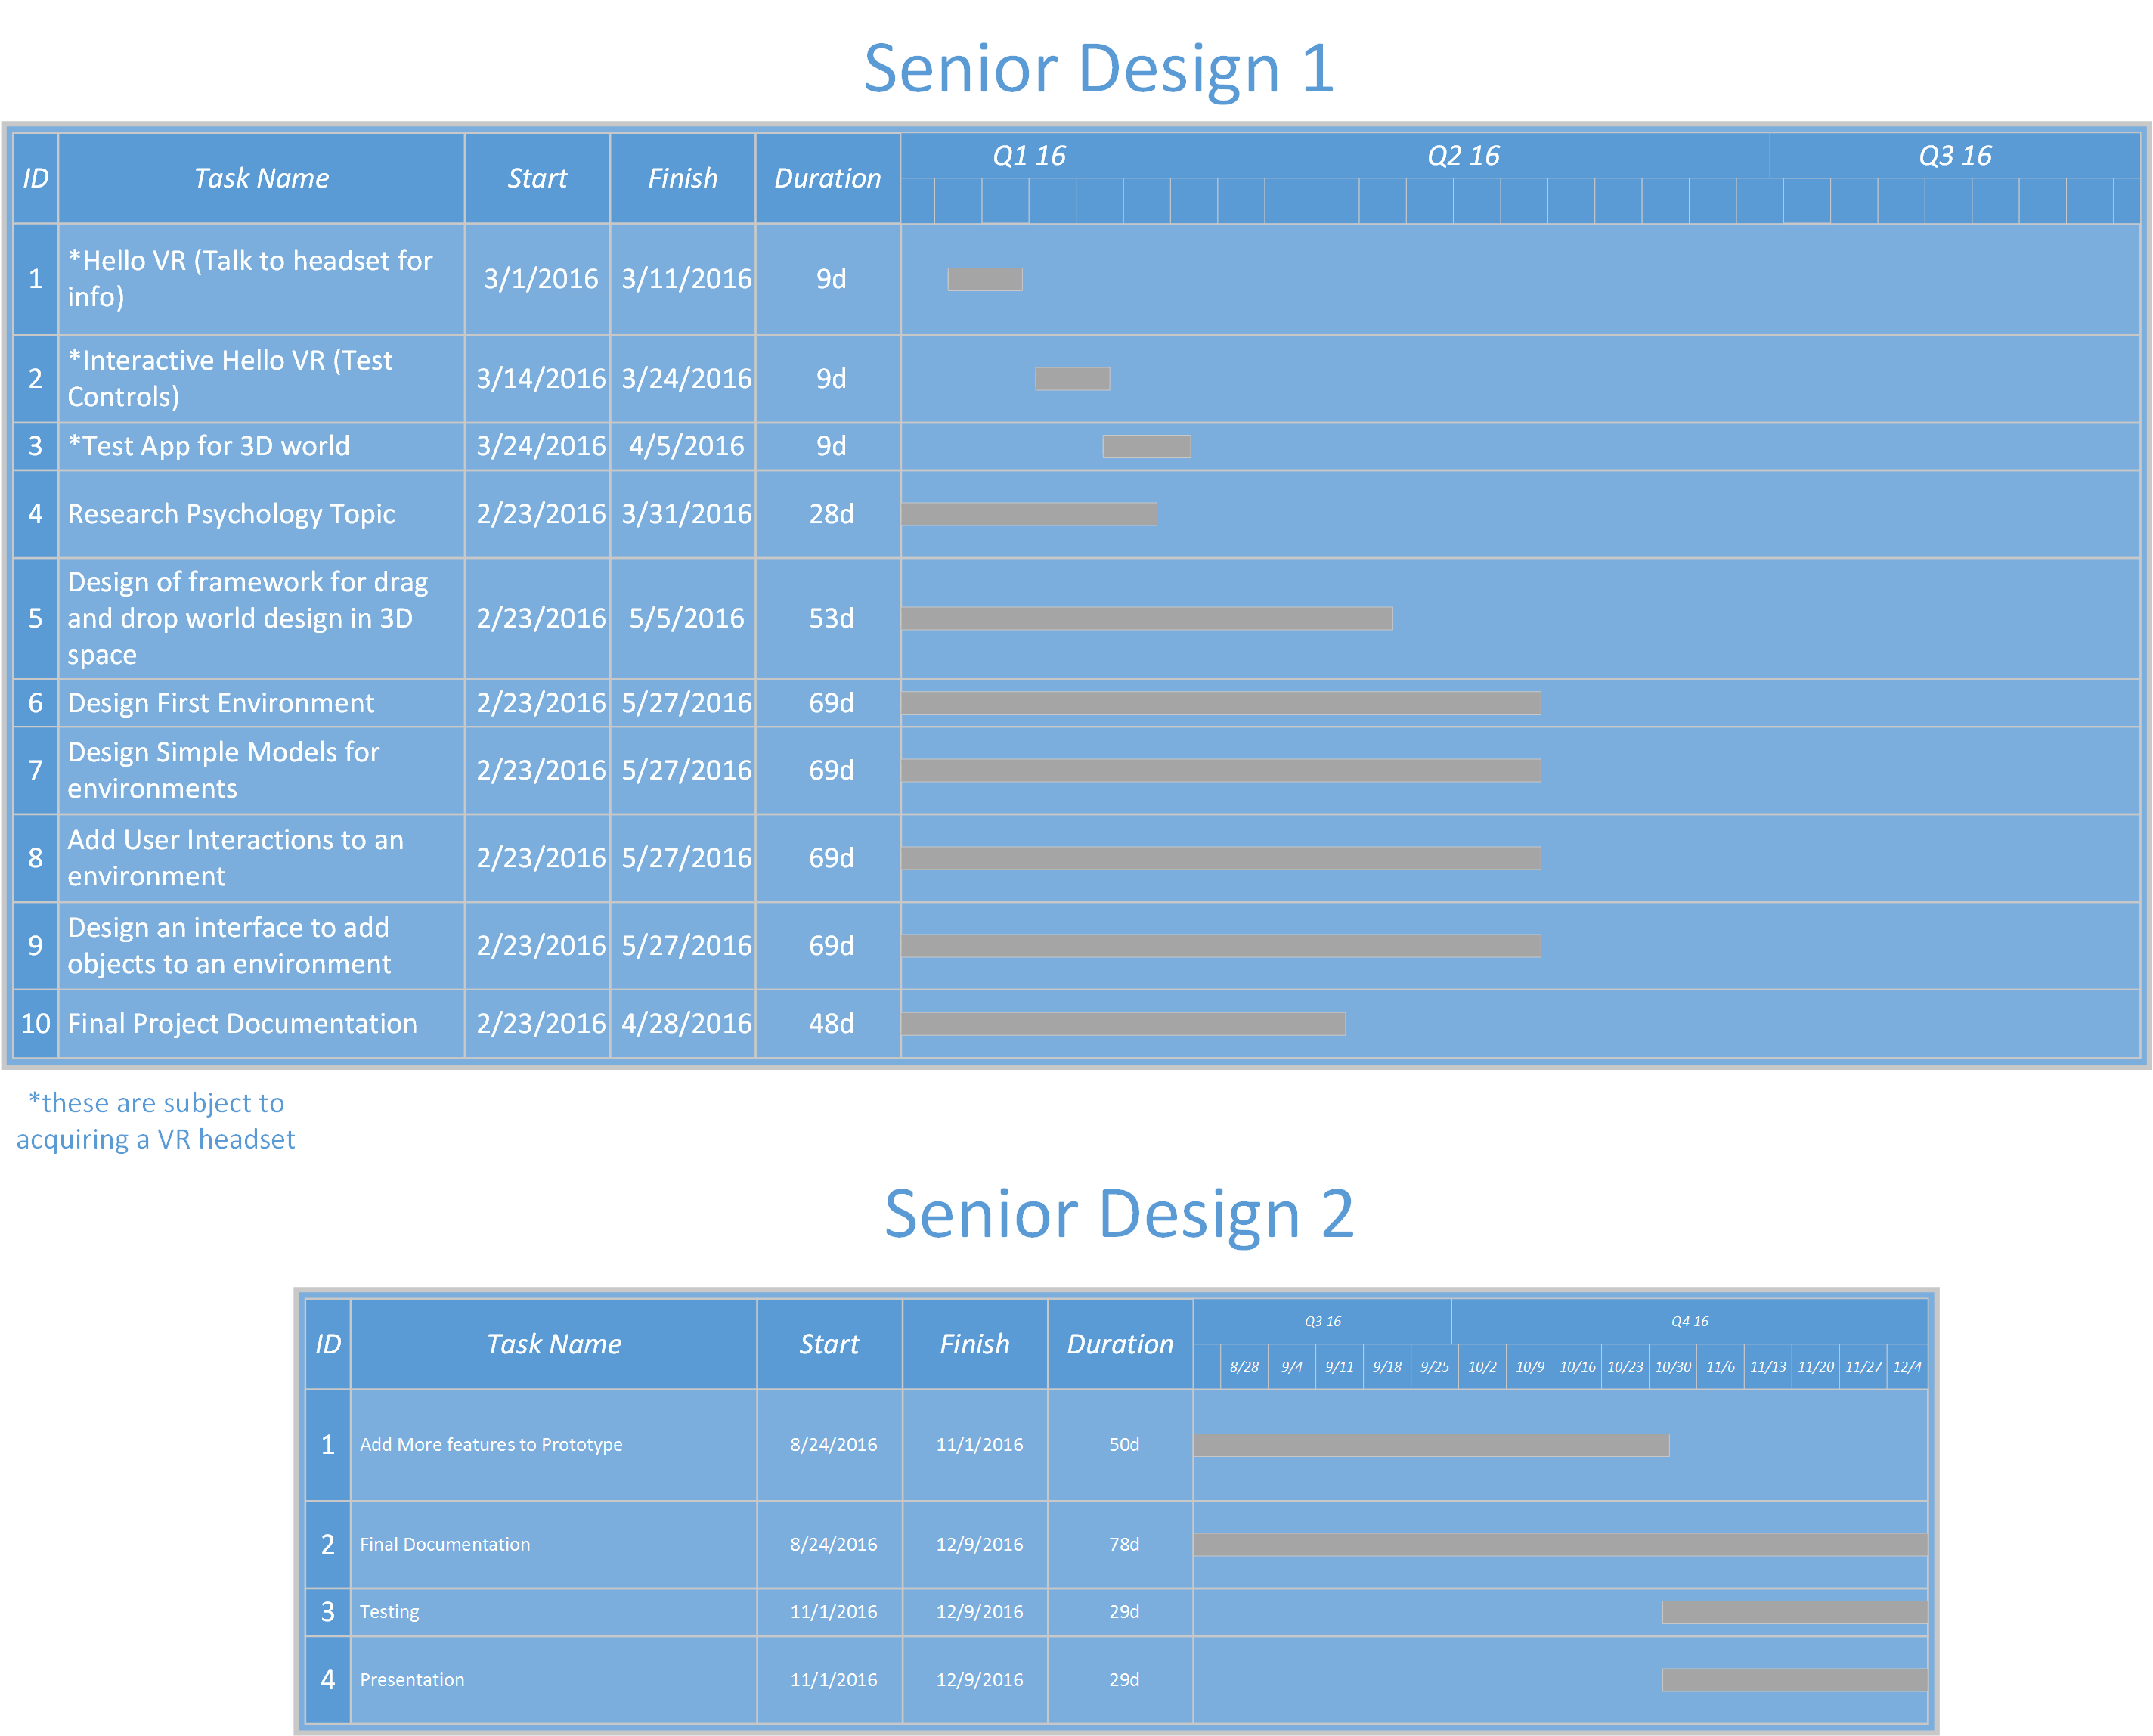 Senior Design 1
ID Task Name Start Finish Duration Q1 16 Q2 16 Q3 16
1 *Hello VR (Talk to headset for
info) 3/1/2016 3/11/2016 9d
2 *Interactive Hello VR (Test
Controls) 3/14/2016 3/24/2016 9d
3 *Test App for 3D world 3/24/2016 4/5/2016 9d
4 Research Psychology Topic 2/23/2016 3/31/2016 28d
5 Design of framework for drag
and drop world design in 3D
space 2/23/2016 5/5/2016 53d
6 Design First Environment 2/23/2016 5/27/2016 69d
7 Design Simple Models for
environments 2/23/2016 5/27/2016 69d
8 Add User Interactions to an
environment 2/23/2016 5/27/2016 69d
9 Design an interface to add
objects to an environment 2/23/2016 5/27/2016 69d
10 Final Project Documentation 2/23/2016 4/28/2016 48d
*these are subject to
acquiring a VR headset
Senior Design 2
ID Task Name Start Finish Duration Q3 16 Q4 16
8/28 9/4 9/11 9/18 9/25 10/2 10/9 10/16 10/23 10/30 11/6 11/13 11/20 11/27 12/4
1 Add More features to Prototype 8/24/2016 11/1/2016 50d
2 Final Documentation 8/24/2016 12/9/2016 78d
3 Testing 11/1/2016 12/9/2016 29d
4 Presentation 11/1/2016 12/9/2016 29d